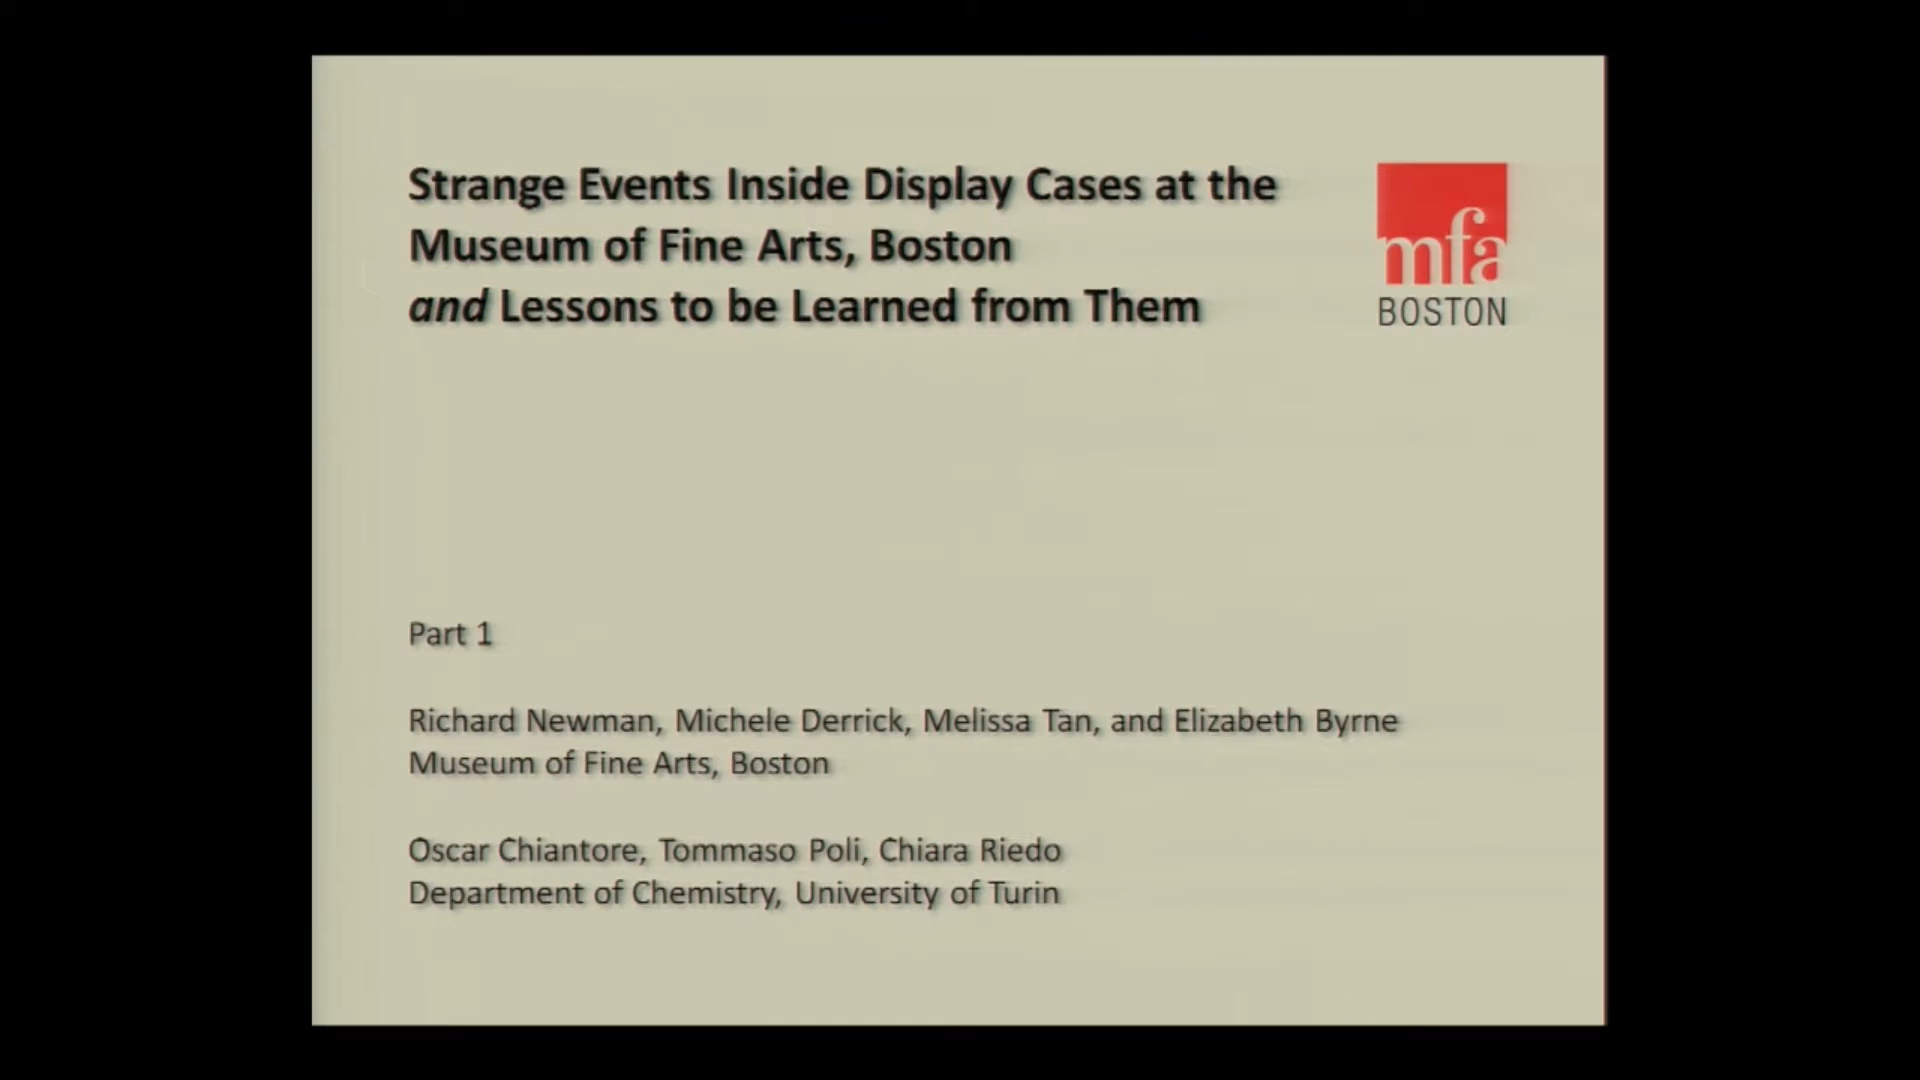 Strange Events Inside Display Cases at the
Museum of Fine Arts, Boston
and Lessons to be Learned from Them
mfa
BOSTON
Part 1
Richard Newman, Michele Derrick, Melissa Tan, and Elizabeth Byrne
Museum of Fine Arts, Boston
Oscar Chiantore, Tommaso Poli, Chiara Riedo
Department of Chemistry, University of Turin